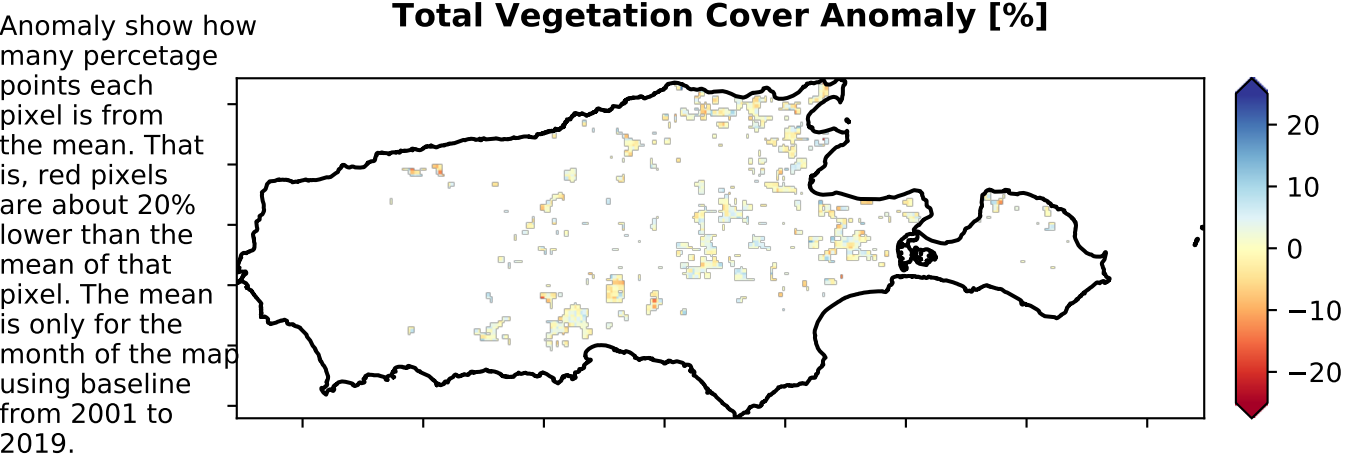 Total Vegetation Cover Anomaly [%]
Anomaly show how
many percetage
points each
pixel is from
the mean. That
is, red pixels
are about 20%
lower than the
mean of that
pixel. The mean
is only for the
month of the map
using baseline
from 2001 to
2019.
20
10
0
−10
−20